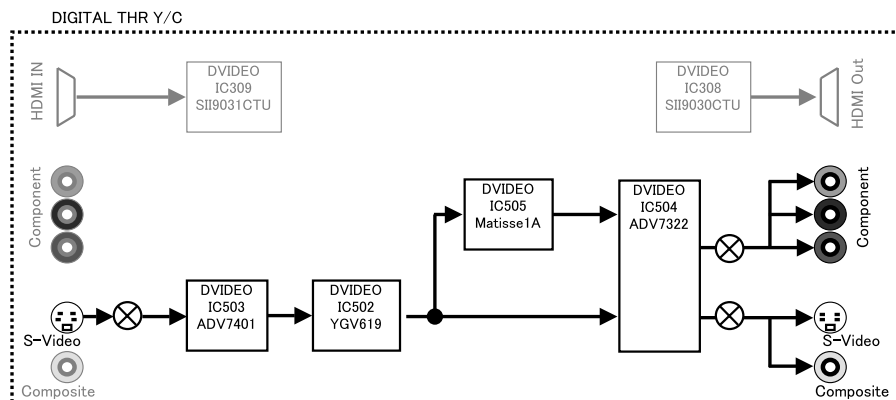 DIGITAL THR Y/C
HDMI IN
DVIDEO
IC309
SII9031CTU
DVIDEO
IC308
SII9030CTU
HDMI Out
Component
DVIDEO
IC505
Matisse1A
DVIDEO
IC504
ADV7322
Component
DVIDEO
IC503
ADV7401
DVIDEO
IC502
YGV619
S-Video
S-Video
Composite
Composite